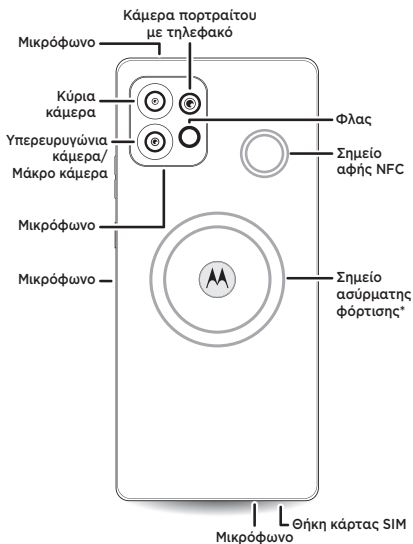 Κάμερα πορτραίτου
με τηλεφακό
Μικρόφωνο
Κύρια
κάμερα
Φλας
Υπερευρυγώνια
κάμερα/
Μάκρο κάμερα
Σημείο
αφής NFC
Μικρόφωνο
Μικρόφωνο
Σημείο
ασύρματης
φόρτισης*
Θήκη κάρτας SIM
Μικρόφωνο